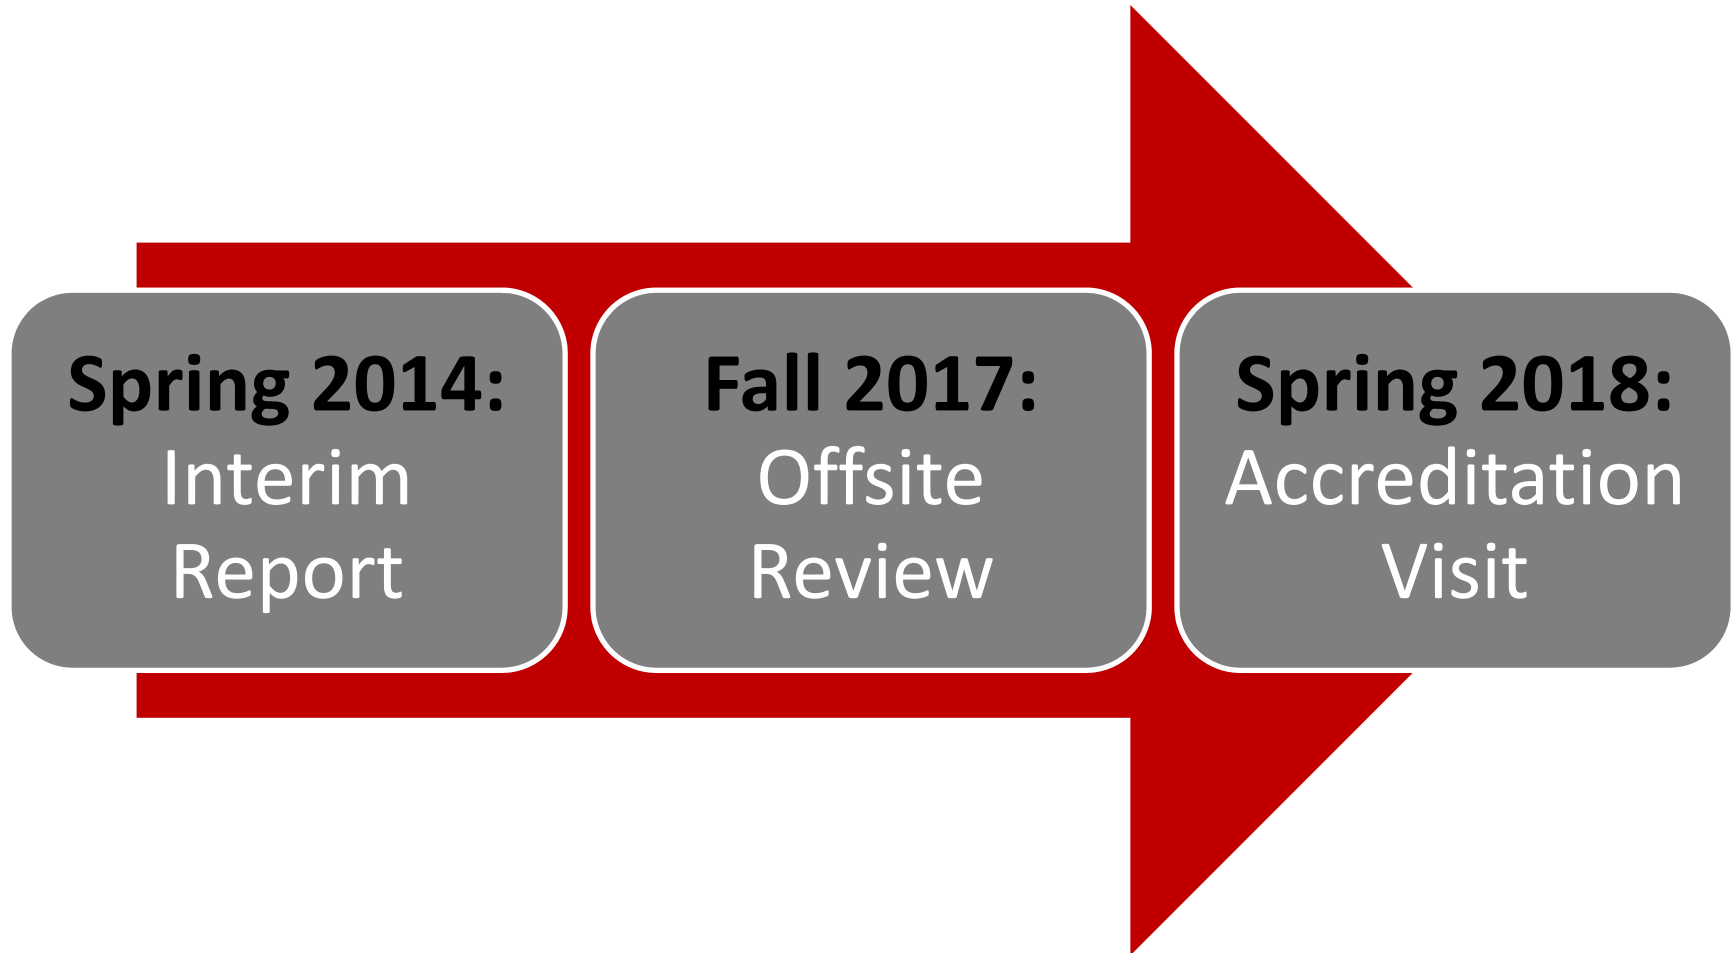 Spring 2014:
Interim
Report
Fall 2017:
Offsite
Review
Spring 2018:
Accreditation
Visit